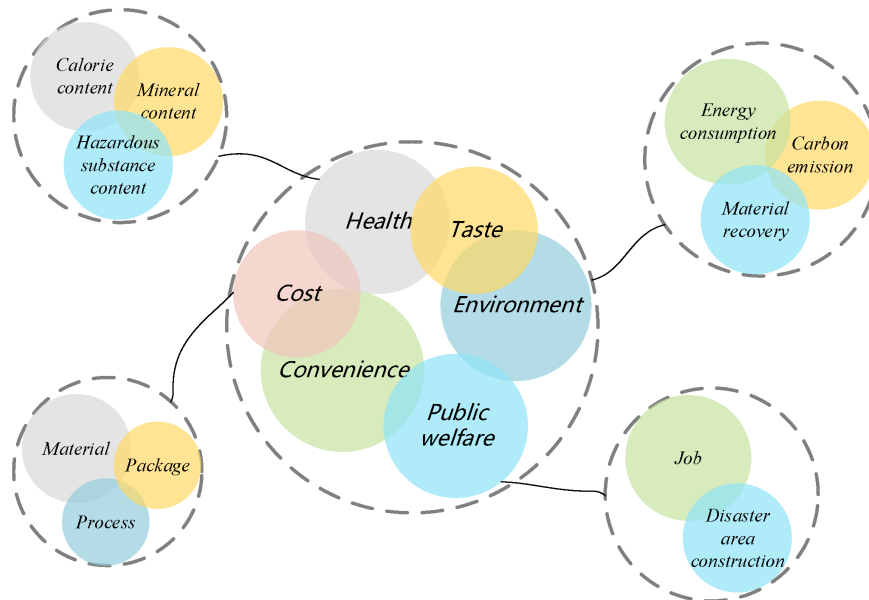 Calorie
content
Mineral
content
Hazardous
substance
content
Energy
consumption
Carbon
emission
Material
recovery
Health
Taste
Cost
Environment
Convenience
Public
welfare
Material
Package
Process
Job
Disaster
area
construction